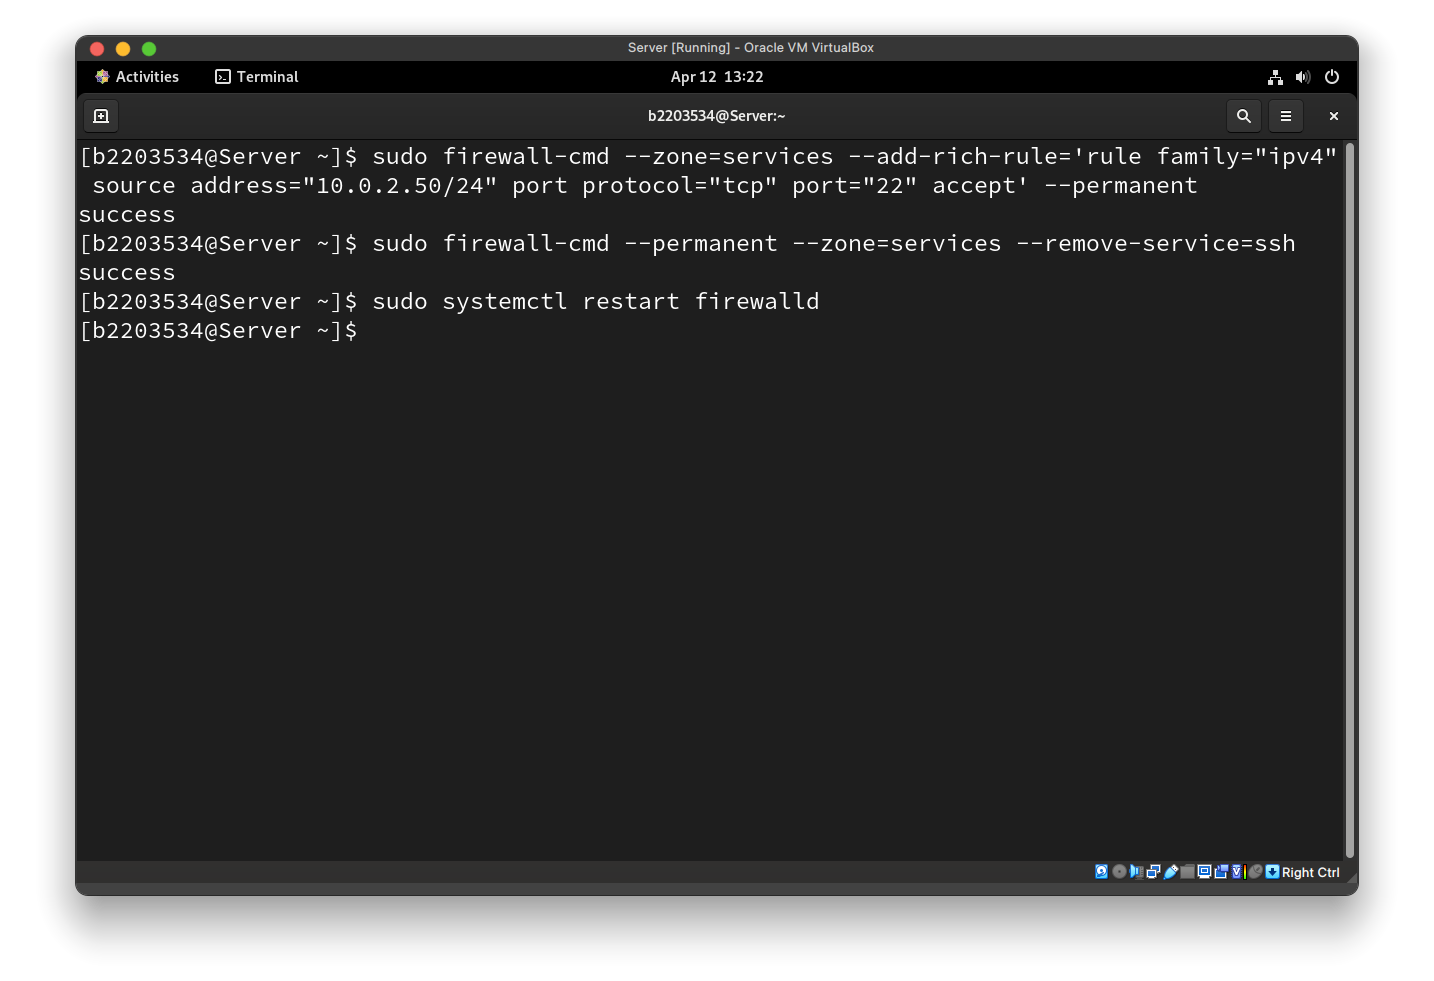 Server [Running] - Oracle VM VirtualBox
Activities Terminal Apr 12 13:22
b2203534@Server:~
[b2203534@Server ~]$ sudo firewall-cmd --zone=services --add-rich-rule='rule family="ipv4"
 source address="10.0.2.50/24" port protocol="tcp" port="22" accept' --permanent
success
[b2203534@Server ~]$ sudo firewall-cmd --permanent --zone=services --remove-service=ssh
success
[b2203534@Server ~]$ sudo systemctl restart firewalld
[b2203534@Server ~]$
Right Ctrl